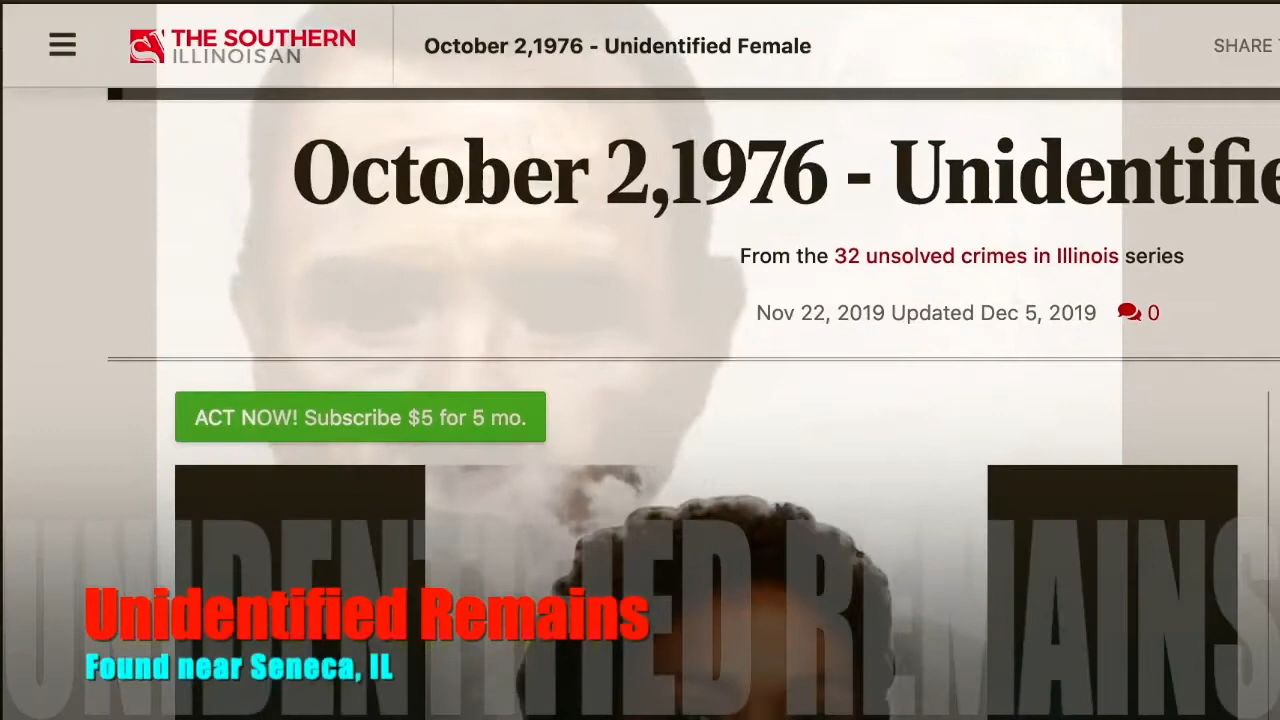 THE SOUTHERN
ILLINOISAN
October 2,1976 - Unidentified Female
SHARE
October 2,1976 - Unidentifie
From the 32 unsolved crimes in Illinois series
Nov 22, 2019 Updated Dec 5, 2019 0
ACT NOW! Subscribe $5 for 5 mo.
UNIDENTIFIED REMAINS
Unidentified Remains
Found near Seneca, IL